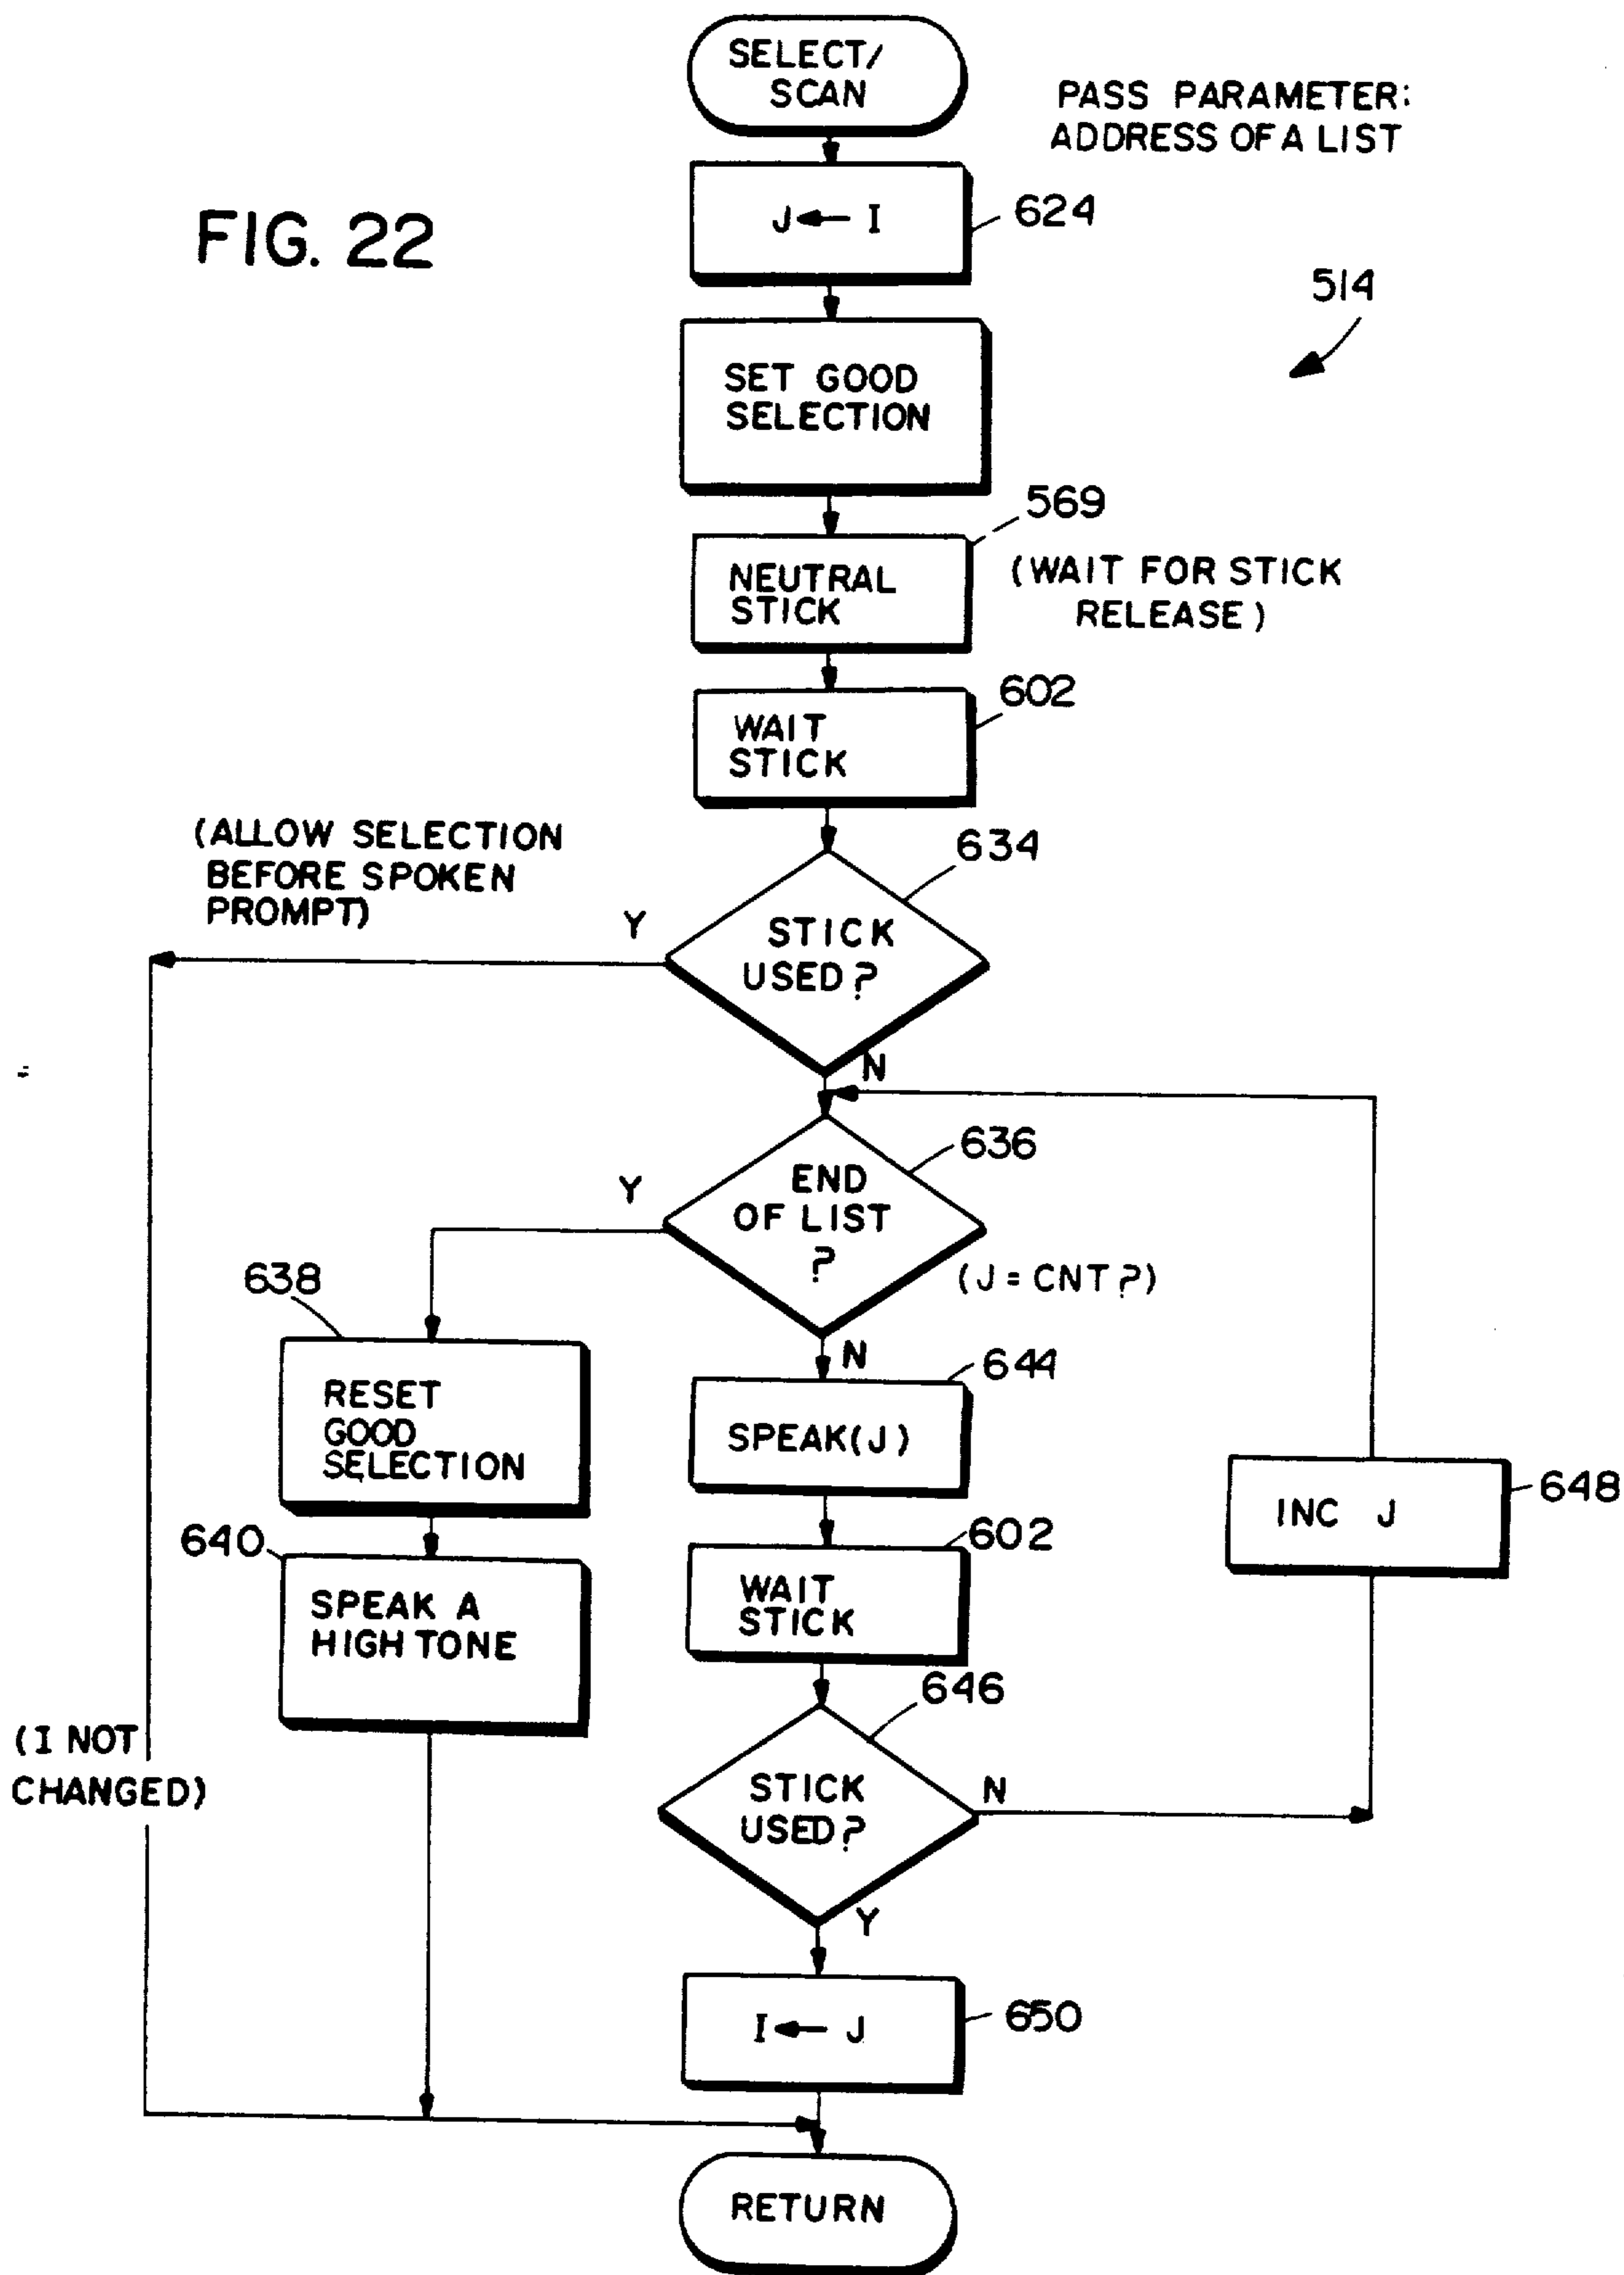 SELECT/
SCAN
PASS PARAMETER:
ADDRESS OF A LIST
FIG. 22
J ← I
624
514
SET GOOD
SELECTION
569
NEUTRAL
STICK
(WAIT FOR STICK
RELEASE)
602
WAIT
STICK
(ALLOW SELECTION
BEFORE SPOKEN
PROMPT)
634
Y
STICK
USED?
N
636
Y
END
OF LIST
?
(J = CNT?)
638
N
644
RESET
GOOD
SELECTION
SPEAK(J)
INC J
648
640
602
SPEAK A
HIGH TONE
WAIT
STICK
646
(I NOT
CHANGED)
STICK
USED?
N
Y
I ← J
650
RETURN